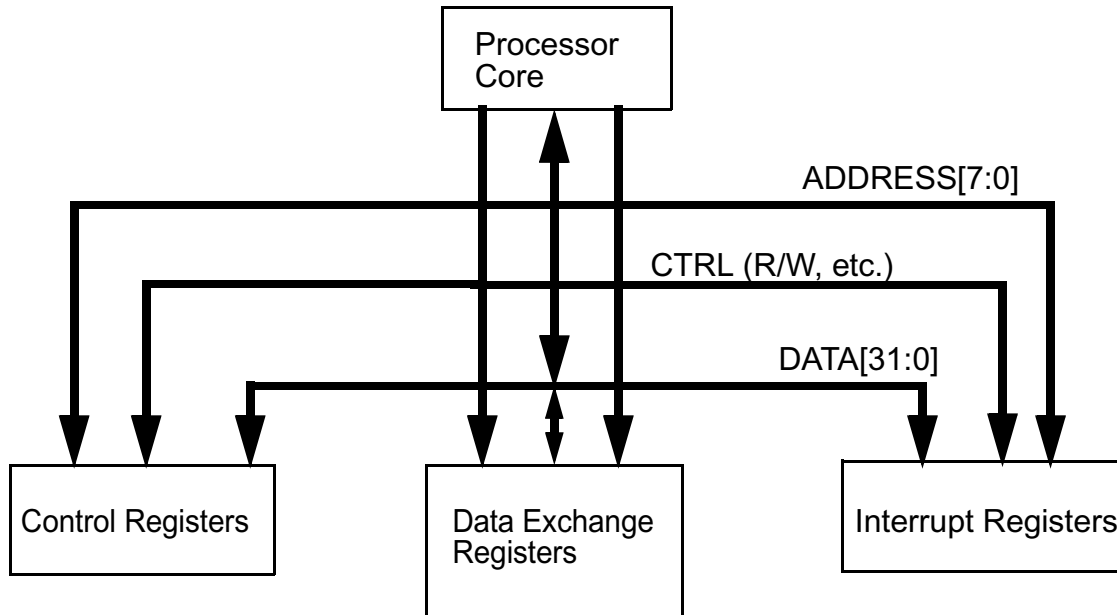 Processor
Core
ADDRESS[7:0]
CTRL (R/W, etc.)
DATA[31:0]
Control Registers
Data Exchange
Registers
Interrupt Registers